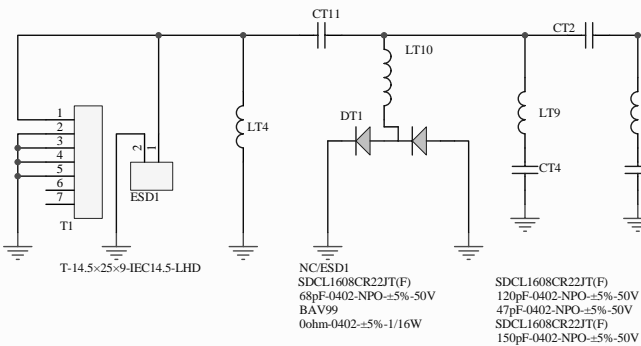 CT11
CT2
LT10
1
2
3
4
5
6
7
T1
2
1
ESD1
LT4
DT1
LT9
CT4
T-14.5×25×9-IEC14.5-LHD
NC/ESD1
SDCL1608CR22JT(F)
68pF-0402-NPO-±5%-50V
BAV99
0ohm-0402-±5%-1/16W
SDCL1608CR22JT(F)
120pF-0402-NPO-±5%-50V
47pF-0402-NPO-±5%-50V
SDCL1608CR22JT(F)
150pF-0402-NPO-±5%-50V